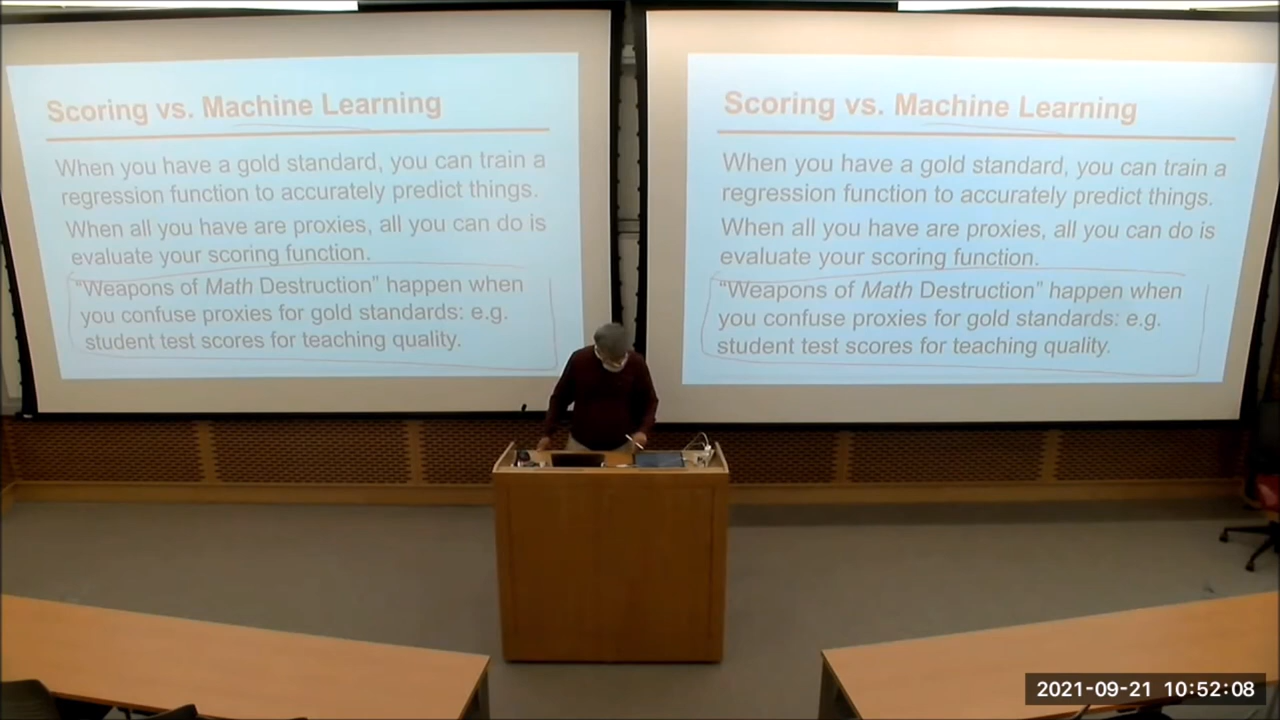 Scoring vs. Machine Learning
When you have a gold standard, you can train a
regression function to accurately predict things.
When all you have are proxies, all you can do is
evaluate your scoring function.
“Weapons of Math Destruction” happen when
you confuse proxies for gold standards: e.g.
student test scores for teaching quality.
Scoring vs. Machine Learning
When you have a gold standard, you can train a
regression function to accurately predict things.
When all you have are proxies, all you can do is
evaluate your scoring function.
“Weapons of Math Destruction” happen when
you confuse proxies for gold standards: e.g.
student test scores for teaching quality.
2021-09-21 10:52:08